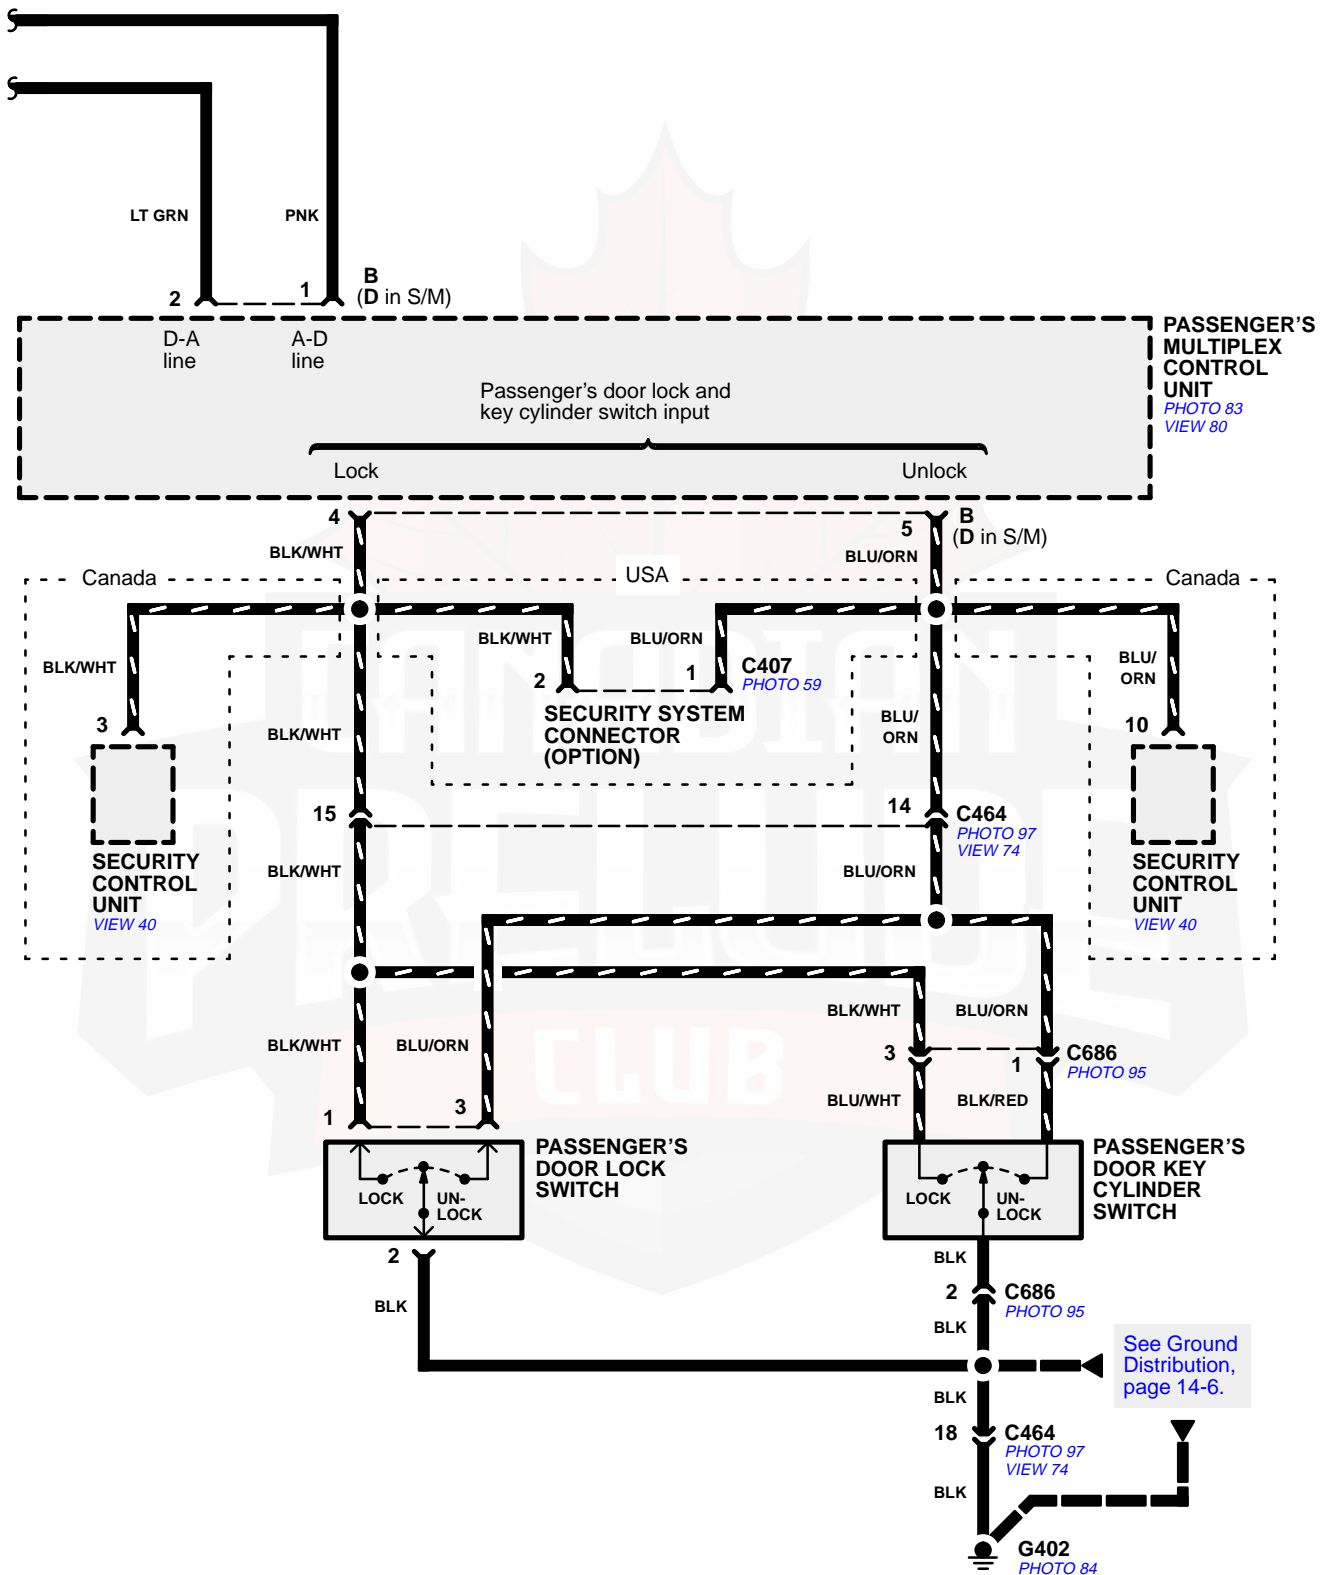 LT GRN
PNK
2
1
B
(D in S/M)
D-A
line
A-D
line
PASSENGER'S
MULTIPLEX
CONTROL
UNIT
PHOTO 83
VIEW 80
Passenger's door lock and
key cylinder switch input
Lock
Unlock
4
5
B
(D in S/M)
BLK/WHT
BLU/ORN
Canada
USA
Canada
BLK/WHT
BLK/WHT
BLU/ORN
BLU/
ORN
2
1
C407
PHOTO 59
SECURITY SYSTEM
CONNECTOR
(OPTION)
3
10
BLK/WHT
BLU/
ORN
CANADIAN
PRELUDE
CLUB
15
14
C464
PHOTO 97
VIEW 74
SECURITY
CONTROL
UNIT
VIEW 40
BLK/WHT
BLU/ORN
SECURITY
CONTROL
UNIT
VIEW 40
BLK/WHT
BLU/ORN
BLK/WHT
BLU/ORN
3
1
C686
PHOTO 95
BLU/WHT
BLK/RED
1
3
PASSENGER'S
DOOR LOCK
SWITCH
LOCK
UN-
LOCK
PASSENGER'S
DOOR KEY
CYLINDER
SWITCH
LOCK
UN-
LOCK
2
BLK
BLK
2
C686
PHOTO 95
BLK
See Ground
Distribution,
page 14-6.
BLK
18
C464
PHOTO 97
VIEW 74
BLK
G402
PHOTO 84